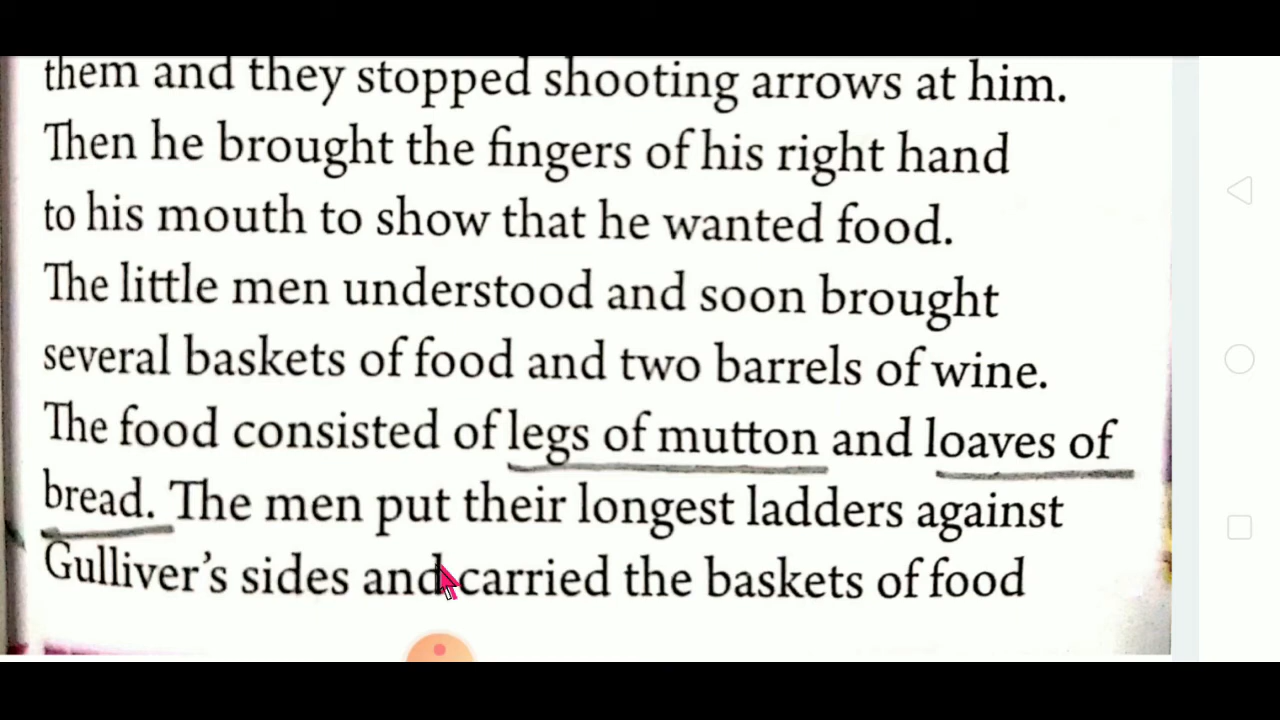 them and they stopped shooting arrows at him.
Then he brought the fingers of his right hand
to his mouth to show that he wanted food.
The little men understood and soon brought
several baskets of food and two barrels of wine.
The food consisted of legs of mutton and loaves of
bread. The men put their longest ladders against
Gulliver's sides and carried the baskets of food